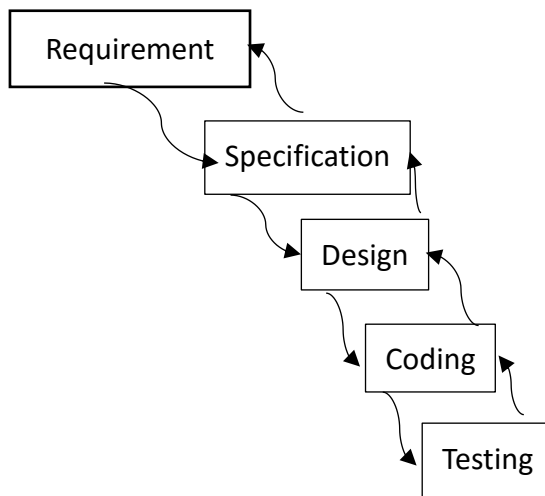 Requirement
Specification
Design
Coding
Testing